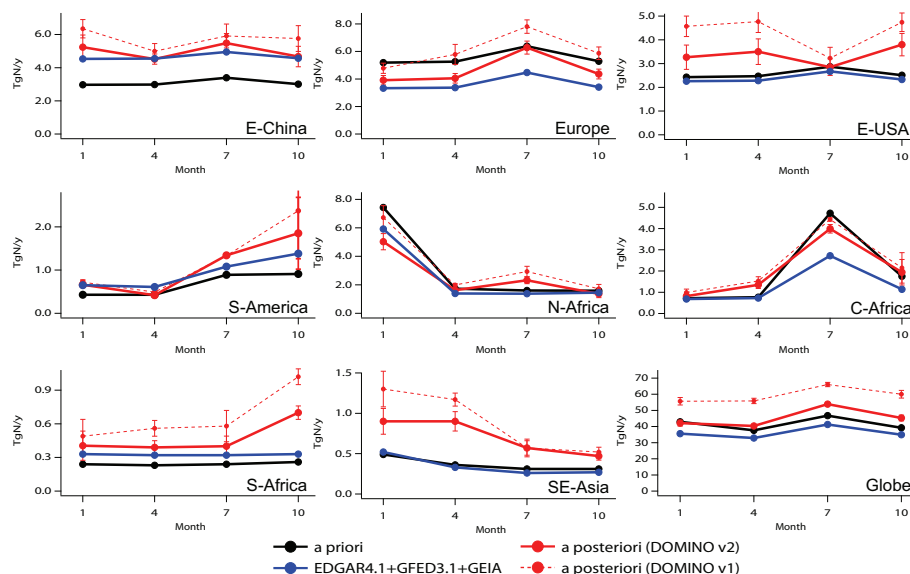 TgN/y
6.0
4.0
2.0
0.0
1
4
7
10
E-China
Month
TgN/y
8.0
6.0
4.0
2.0
0.0
1
4
7
10
Europe
Month
TgN/y
5.0
4.0
3.0
2.0
1.0
0.0
1
4
7
10
E-USA
Month
TgN/y
2.0
1.0
0.0
1
4
7
10
S-America
Month
TgN/y
8.0
6.0
4.0
2.0
0.0
1
4
7
10
N-Africa
Month
TgN/y
5.0
4.0
3.0
2.0
1.0
0.0
1
4
7
10
C-Africa
Month
TgN/y
0.9
0.6
0.3
0.0
1
4
7
10
S-Africa
Month
TgN/y
1.5
1.0
0.5
0.0
1
4
7
10
SE-Asia
Month
TgN/y
70
60
50
40
30
20
10
0
1
4
7
10
Globe
Month
a priori
a posteriori (DOMINO v2)
EDGAR4.1+GFED3.1+GEIA
a posteriori (DOMINO v1)